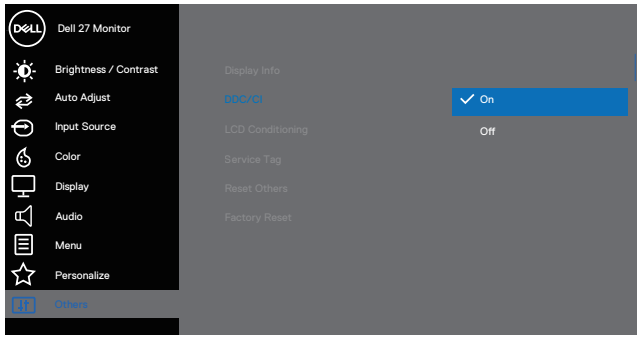 DELL
Dell 27 Monitor
Brightness / Contrast
Auto Adjust
Input Source
Color
Display
Audio
Menu
Personalize
Others
Display Info
DDC/CI
LCD Conditioning
Service Tag
Reset Others
Factory Reset
On
Off